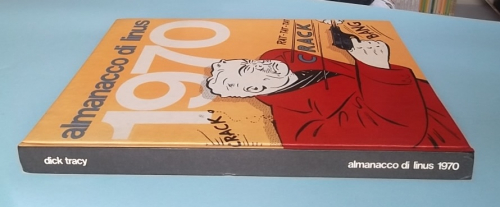 almanacco di linus
1970
CRACK
BANG
CRACK
dick tracy
almanacco di linus 1970